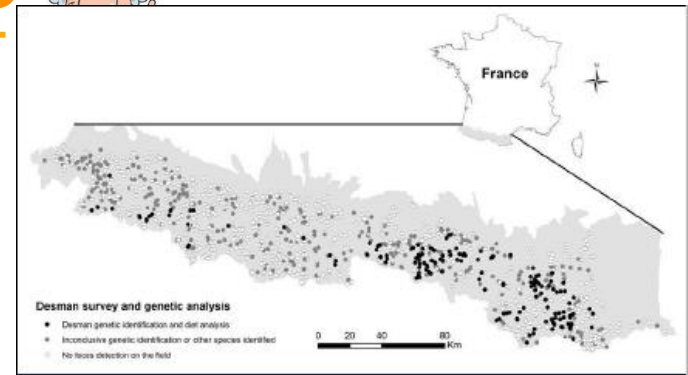 France
N
Desman survey and genetic analysis
Desman genetic identification and diet analysis
Inconclusive genetic identification or other species identified
No feces detection on the field
0 20 40 80
Km